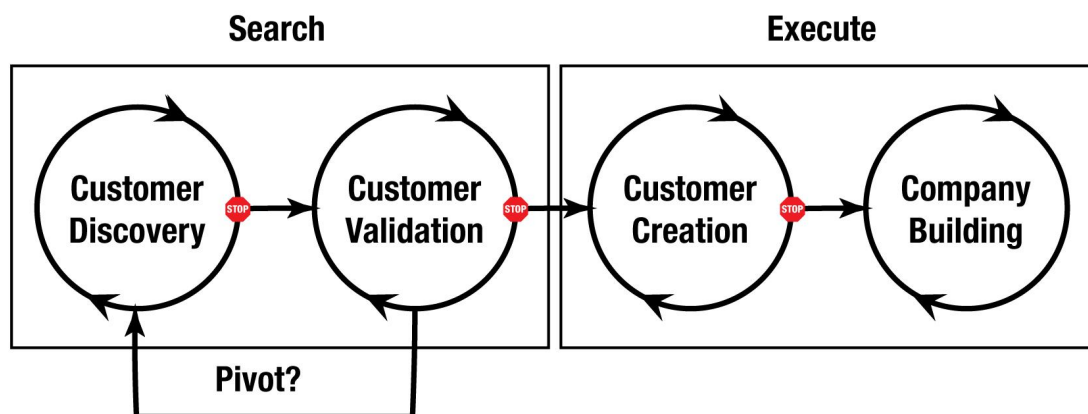 Search
Execute
Customer
Discovery
STOP
Customer
Validation
STOP
Customer
Creation
STOP
Company
Building
Pivot?